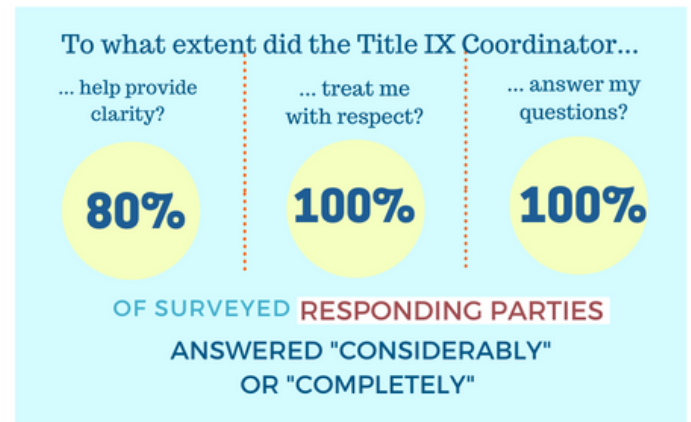 To what extent did the Title IX Coordinator...
... help provide
clarity?
... treat me
with respect?
... answer my
questions?
80%
100%
100%
OF SURVEYED RESPONDING PARTIES
ANSWERED "CONSIDERABLY"
OR "COMPLETELY"